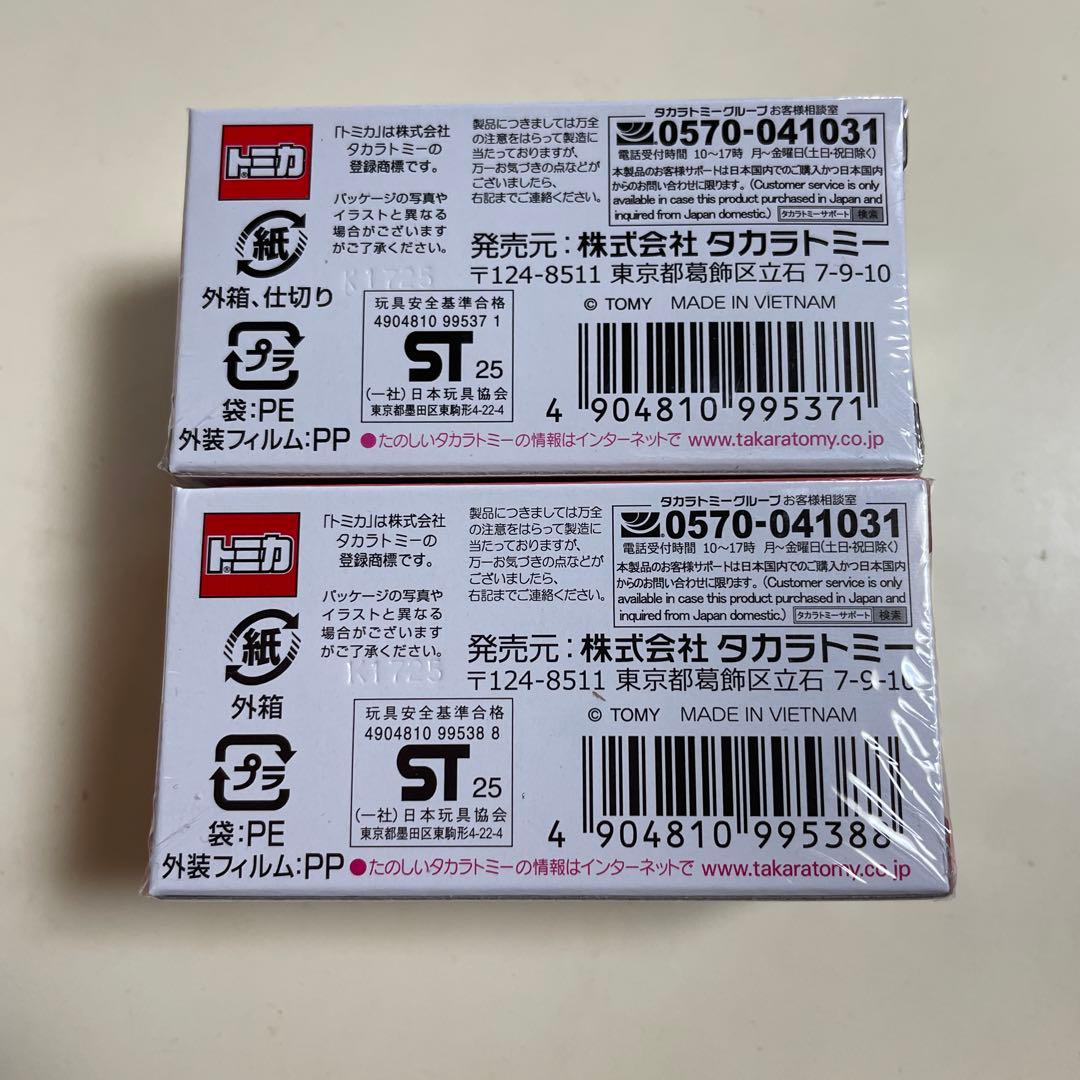 トミカ®
「トミカ」は株式会社
タカラトミーの
登録商標です。
パッケージの写真や
イラストと異なる
場合がございます
がご了承ください。
製品につきましては万全
の注意をはらって製造に
当たっておりますが、
万一お気づきの点などが
ございましたら、
右記までご連絡ください。
タカラトミーグループ お客様相談室
0570-041031
電話受付時間 10〜17時 月〜金曜日(土日・祝日除く)
本製品のお客様サポートは日本国内でのご購入かつ日本国内
からのお問い合わせに限ります。(Customer service is only
available in case this product purchased in Japan and
inquired from Japan domestic.) タカラトミーサポート 検索
紙
外箱、仕切り
プラ
袋:PE
外装フィルム:PP
K1725
発売元:株式会社 タカラトミー
〒124-8511 東京都葛飾区立石 7-9-10
© TOMY MADE IN VIETNAM
玩具安全基準合格
4904810 99537 1
ST 25
(一社)日本玩具協会
東京都墨田区東駒形4-22-4
4 904810 995371
●たのしいタカラトミーの情報はインターネットで www.takaratomy.co.jp
トミカ®
「トミカ」は株式会社
タカラトミーの
登録商標です。
パッケージの写真や
イラストと異なる
場合がございます
がご了承ください。
製品につきましては万全
の注意をはらって製造に
当たっておりますが、
万一お気づきの点などが
ございましたら、
右記までご連絡ください。
タカラトミーグループ お客様相談室
0570-041031
電話受付時間 10〜17時 月〜金曜日(土日・祝日除く)
本製品のお客様サポートは日本国内でのご購入かつ日本国内
からのお問い合わせに限ります。(Customer service is only
available in case this product purchased in Japan and
inquired from Japan domestic.) タカラトミーサポート 検索
紙
外箱
プラ
袋:PE
外装フィルム:PP
K1725
発売元:株式会社 タカラトミー
〒124-8511 東京都葛飾区立石 7-9-10
© TOMY MADE IN VIETNAM
玩具安全基準合格
4904810 99538 8
ST 25
(一社)日本玩具協会
東京都墨田区東駒形4-22-4
4 904810 995388
●たのしいタカラトミーの情報はインターネットで www.takaratomy.co.jp